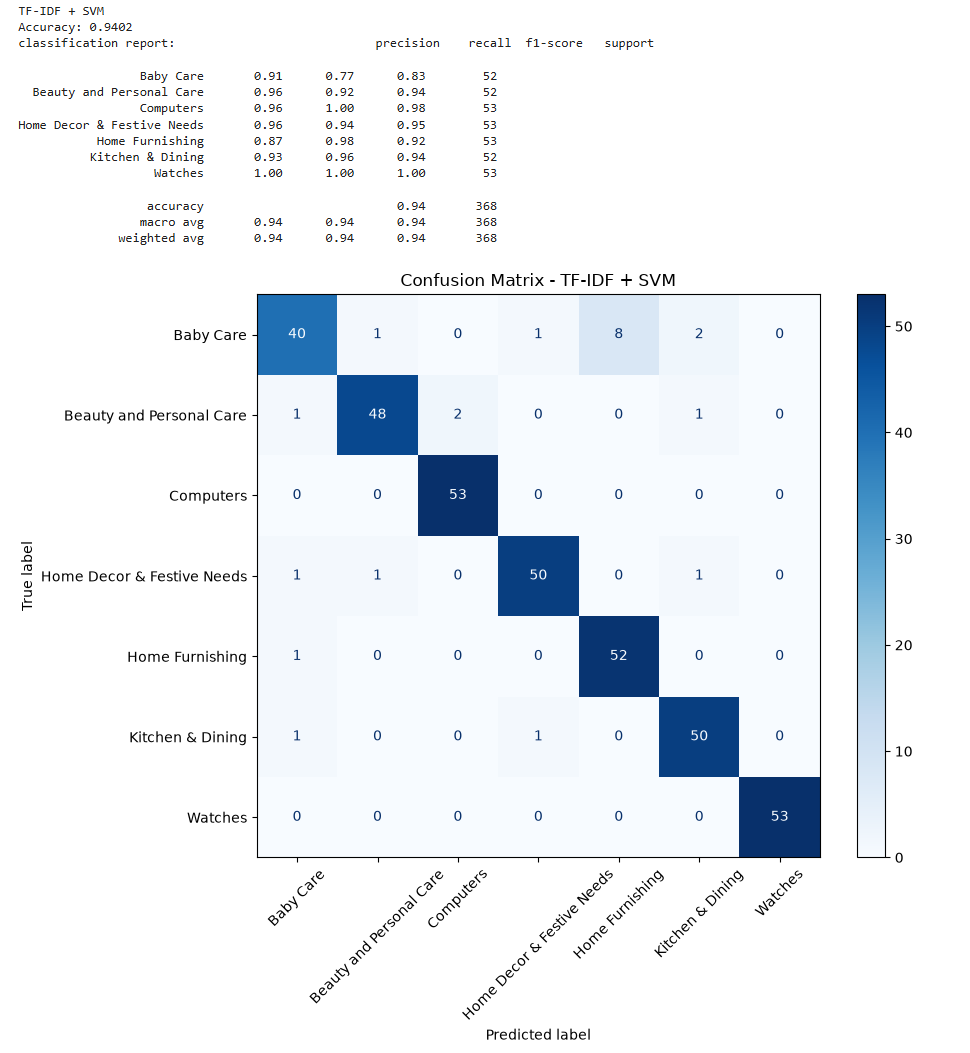 TF-IDF + SVM
Accuracy: 0.9402
classification report: precision recall f1-score support
Baby Care 0.91 0.77 0.83 52
Beauty and Personal Care 0.96 0.92 0.94 52
Computers 0.96 1.00 0.98 53
Home Decor & Festive Needs 0.96 0.94 0.95 53
Home Furnishing 0.87 0.98 0.92 53
Kitchen & Dining 0.93 0.96 0.94 52
Watches 1.00 1.00 1.00 53
accuracy 0.94 368
macro avg 0.94 0.94 0.94 368
weighted avg 0.94 0.94 0.94 368
Confusion Matrix - TF-IDF + SVM
True label
Baby Care 40 1 0 1 8 2 0
Beauty and Personal Care 1 48 2 0 0 1 0
Computers 0 0 53 0 0 0 0
Home Decor & Festive Needs 1 1 0 50 0 1 0
Home Furnishing 1 0 0 0 52 0 0
Kitchen & Dining 1 0 0 1 0 50 0
Watches 0 0 0 0 0 0 53
Baby Care
Beauty and Personal Care
Computers
Home Decor & Festive Needs
Home Furnishing
Kitchen & Dining
Watches
Predicted label
50
40
30
20
10
0